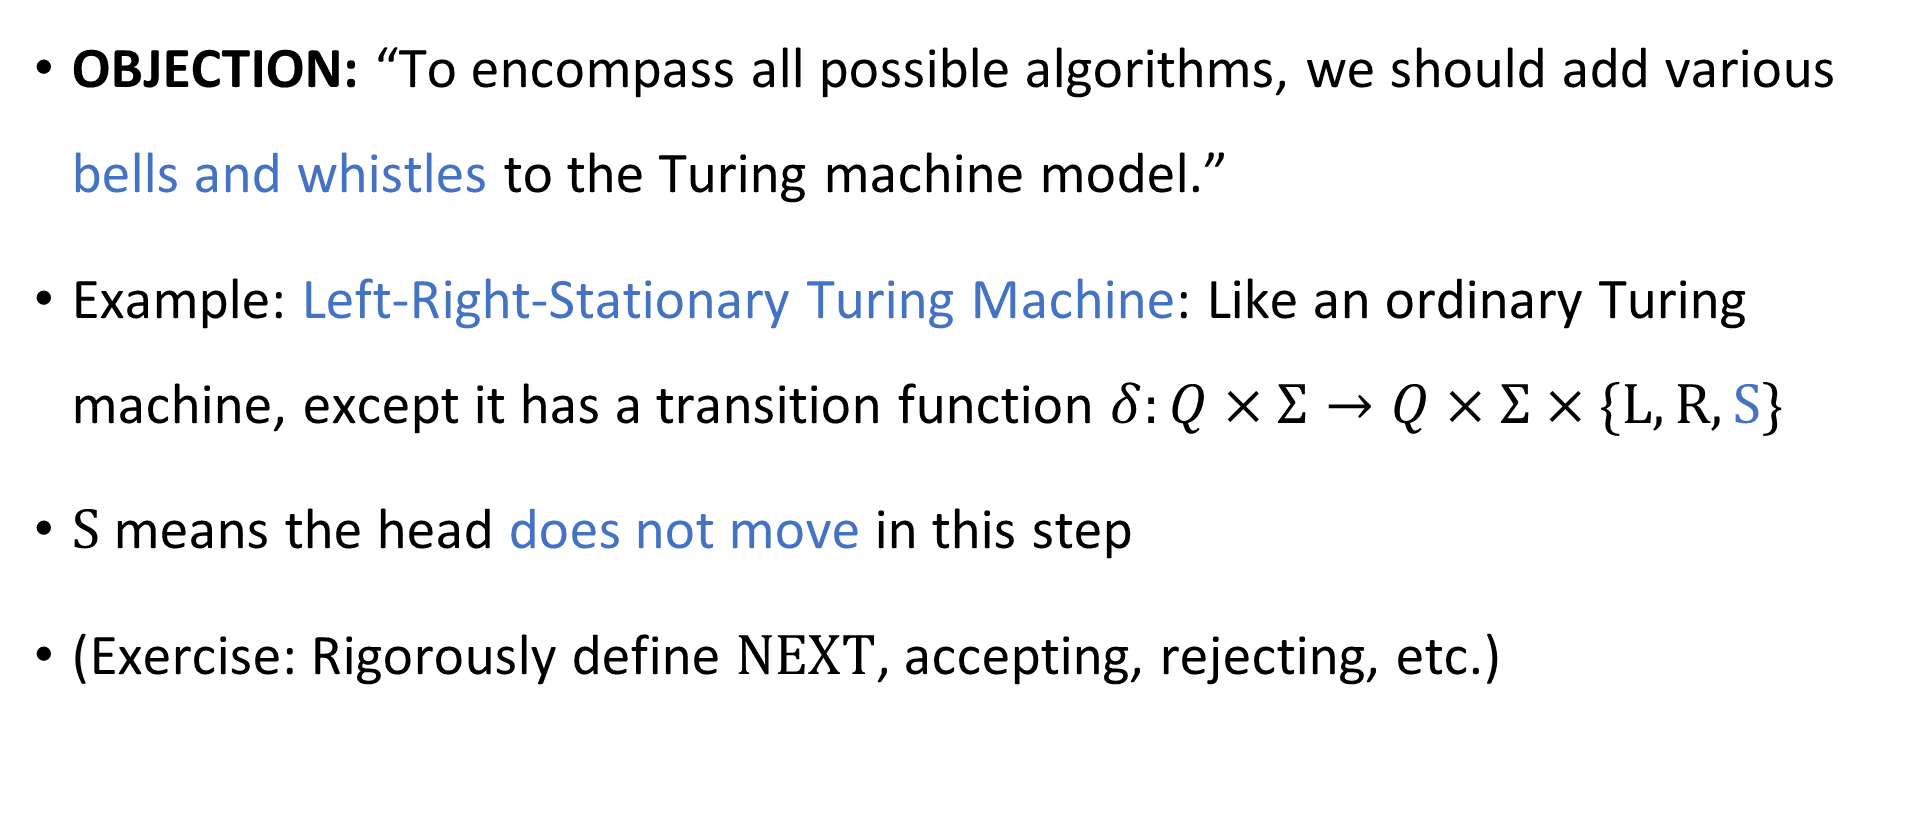 • OBJECTION: “To encompass all possible algorithms, we should add various
bells and whistles to the Turing machine model.”
• Example: Left-Right-Stationary Turing Machine: Like an ordinary Turing
machine, except it has a transition function 𝛿: 𝑄 × Σ → 𝑄 × Σ × {L, R, S}
• S means the head does not move in this step
• (Exercise: Rigorously define NEXT, accepting, rejecting, etc.)